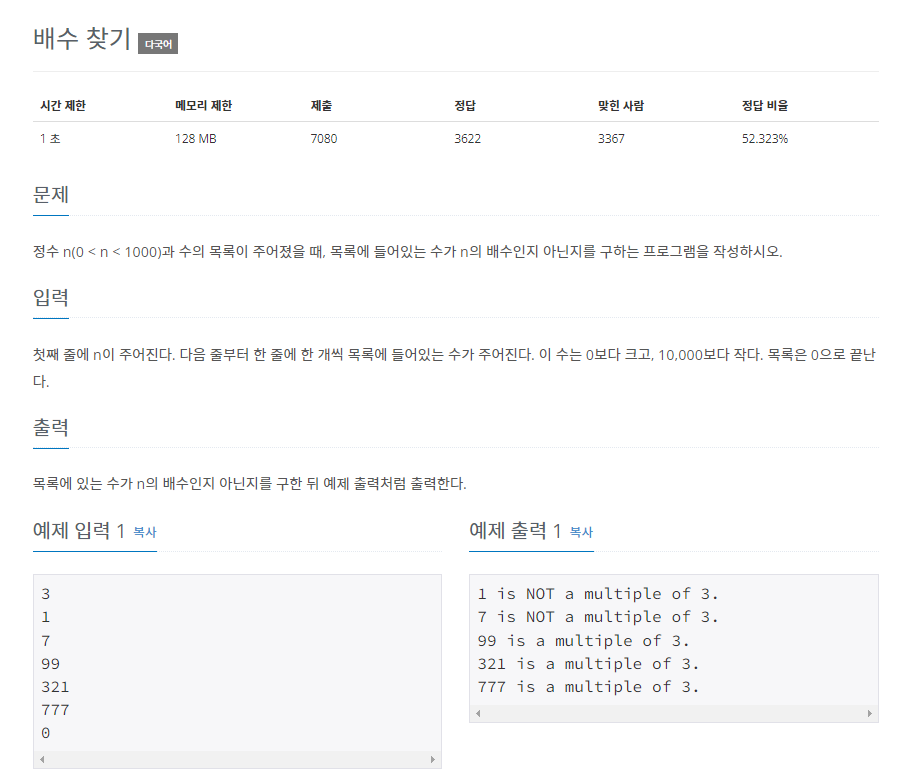 배수 찾기 다국어
시간 제한 메모리 제한 제출 정답 맞힌 사람 정답 비율
1 초 128 MB 7080 3622 3367 52.323%
문제
정수 n(0 < n < 1000)과 수의 목록이 주어졌을 때, 목록에 들어있는 수가 n의 배수인지 아닌지를 구하는 프로그램을 작성하시오.
입력
첫째 줄에 n이 주어진다. 다음 줄부터 한 줄에 한 개씩 목록에 들어있는 수가 주어진다. 이 수는 0보다 크고, 10,000보다 작다. 목록은 0으로 끝난
다.
출력
목록에 있는 수가 n의 배수인지 아닌지를 구한 뒤 예제 출력처럼 출력한다.
예제 입력 1 복사
3
1
7
99
321
777
0
예제 출력 1 복사
1 is NOT a multiple of 3.
7 is NOT a multiple of 3.
99 is a multiple of 3.
321 is a multiple of 3.
777 is a multiple of 3.